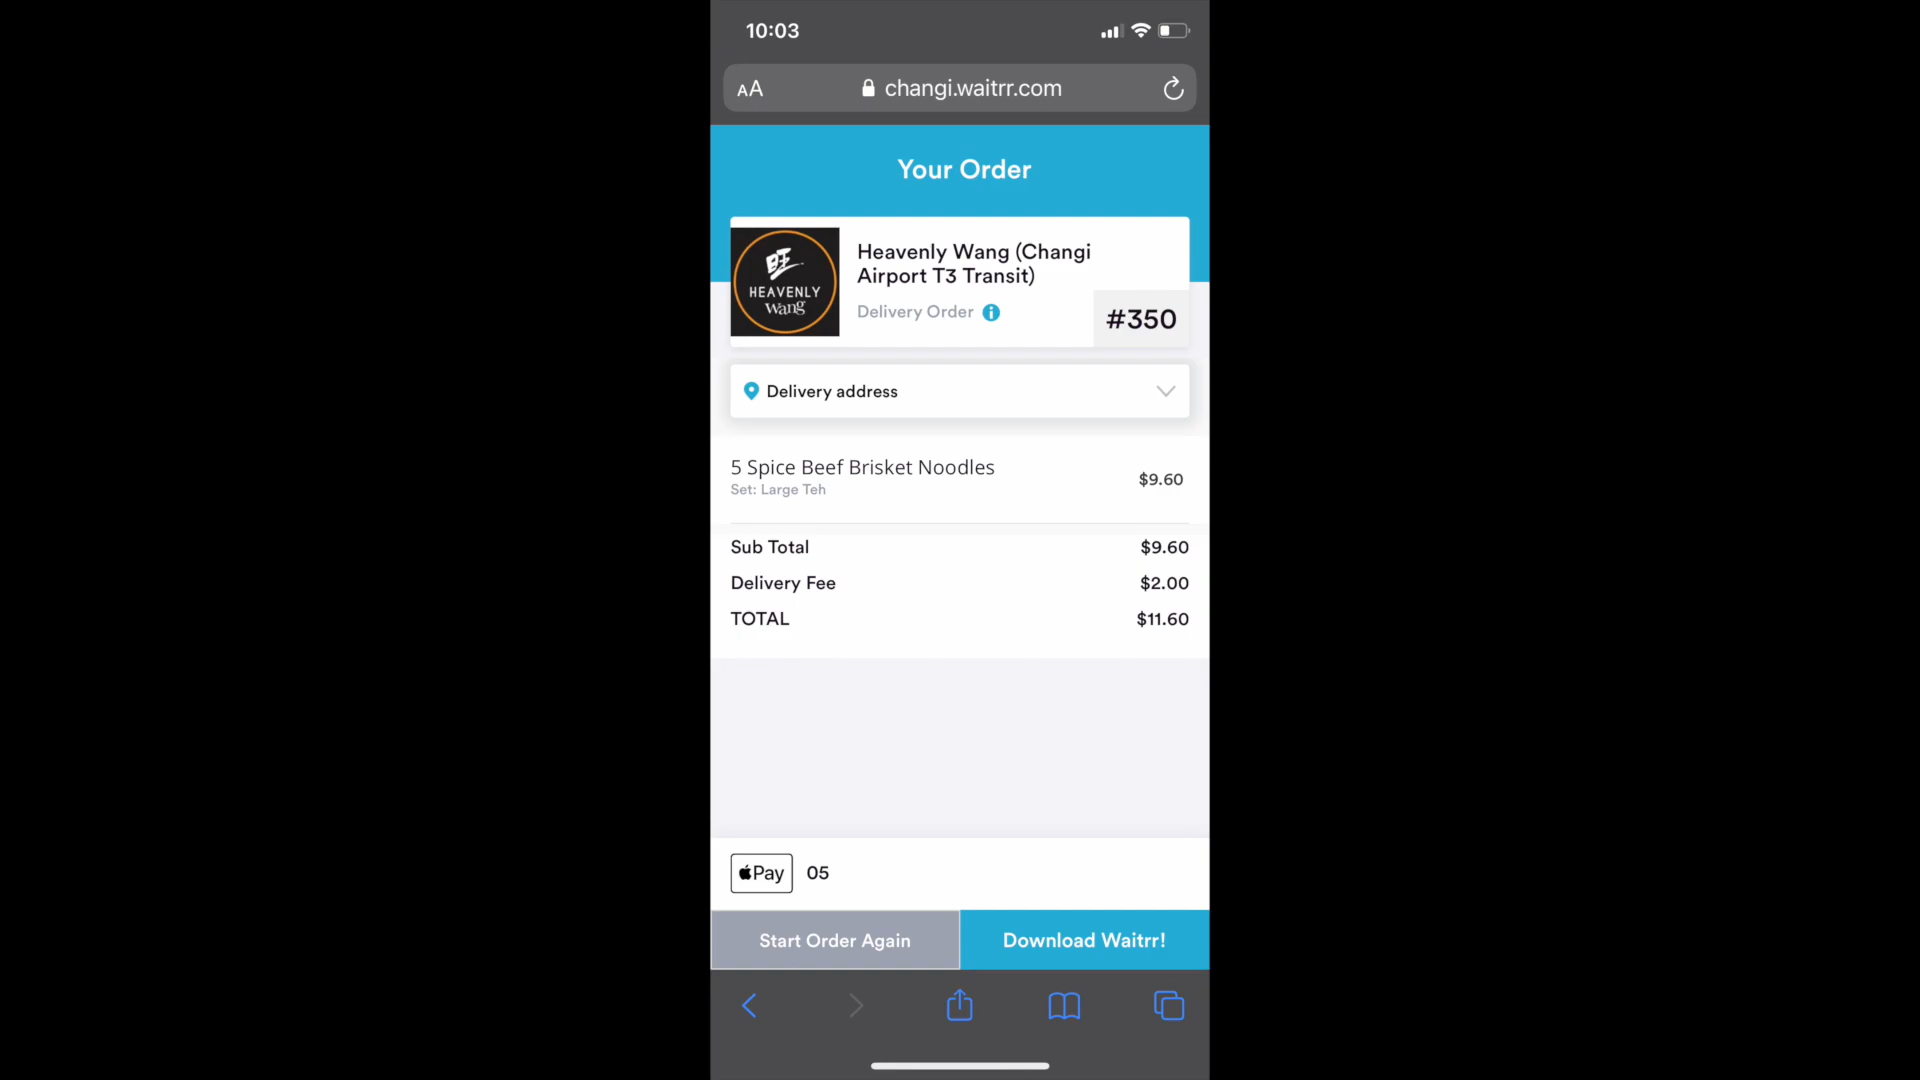 10:03
AA changi.waitrr.com
Your Order
旺
HEAVENLY
Wang
Heavenly Wang (Changi
Airport T3 Transit)
Delivery Order i
#350
Delivery address
5 Spice Beef Brisket Noodles
$9.60
Set: Large Teh
Sub Total $9.60
Delivery Fee $2.00
TOTAL $11.60
Pay 05
Start Order Again
Download Waitrr!